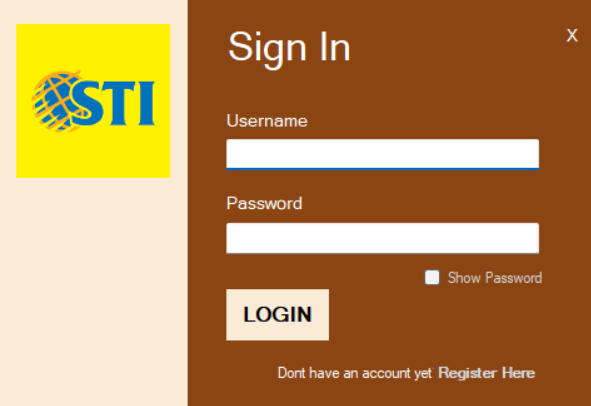 STI
Sign In
X
Username
Password
Show Password
LOGIN
Dont have an account yet Register Here